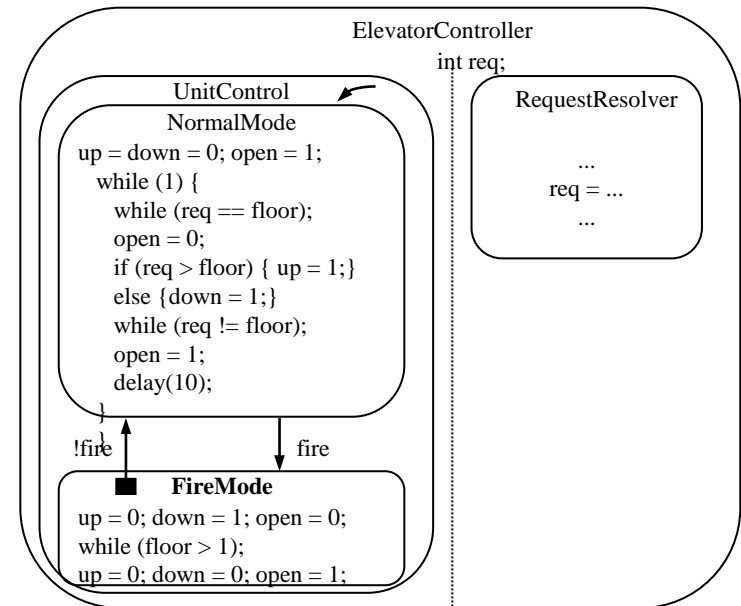 ElevatorController
int req;
UnitControl
NormalMode
up = down = 0; open = 1;
while (1) {
while (req == floor);
open = 0;
if (req > floor) { up = 1;}
else {down = 1;}
while (req != floor);
open = 1;
delay(10);
}
}
!fire
fire
FireMode
up = 0; down = 1; open = 0;
while (floor > 1);
up = 0; down = 0; open = 1;
RequestResolver
...
req = ...
...